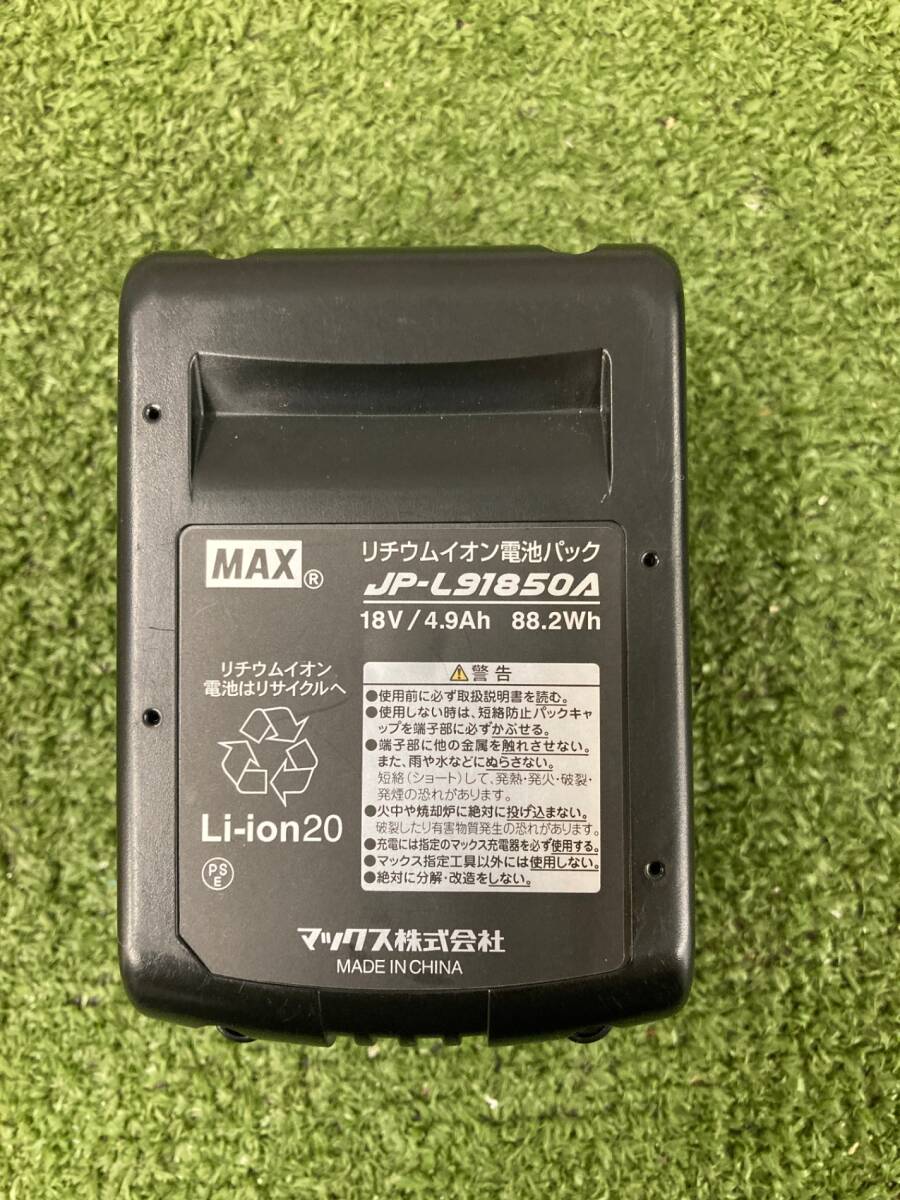 MAX®
リチウムイオン電池パック
JP-L91850A
18V/4.9Ah 88.2Wh
リチウムイオン
電池はリサイクルへ
Li-ion20
PS
E
⚠警告
●使用前に必ず取扱説明書を読む。
●使用しない時は、短絡防止パックキャ
ップを端子部に必ずかぶせる。
●端子部に他の金属を触れさせない。
また、雨や水などにぬらさない。
短絡(ショート)して、発熱・発火・破裂・
発煙の恐れがあります。
●火中や焼却炉に絶対に投げ込まない。
破裂したり有害物質発生の恐れがあります。
●充電には指定のマックス充電器を必ず使用する。
●マックス指定工具以外には使用しない。
●絶対に分解・改造をしない。
マックス株式会社
MADE IN CHINA